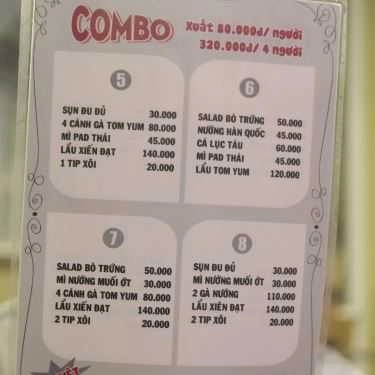 COMBO
Xuất 80.000đ/ người
320.000đ/ 4 người
5
SỤN ĐU ĐỦ 30.000
4 CÁNH GÀ TOM YUM 80.000
MÌ PAD THÁI 45.000
LẨU XIÊN ĐẠT 140.000
1 TIP XÔI 20.000
6
SALAD BÒ TRỨNG 50.000
NƯỚNG HÀN QUỐC 45.000
CÁ LỤC TÀU 60.000
MÌ PAD THÁI 45.000
LẨU TOM YUM 120.000
7
SALAD BÒ TRỨNG 50.000
MÌ NƯỚNG MUỐI ỚT 30.000
4 CÁNH GÀ TOM YUM 80.000
LẨU XIÊN ĐẠT 140.000
2 TIP XÔI 20.000
8
SỤN ĐU ĐỦ 30.000
MÌ NƯỚNG MUỐI ỚT 30.000
2 GÀ NƯỚNG 110.000
LẨU XIÊN ĐẠT 140.000
2 TIP XÔI 20.000